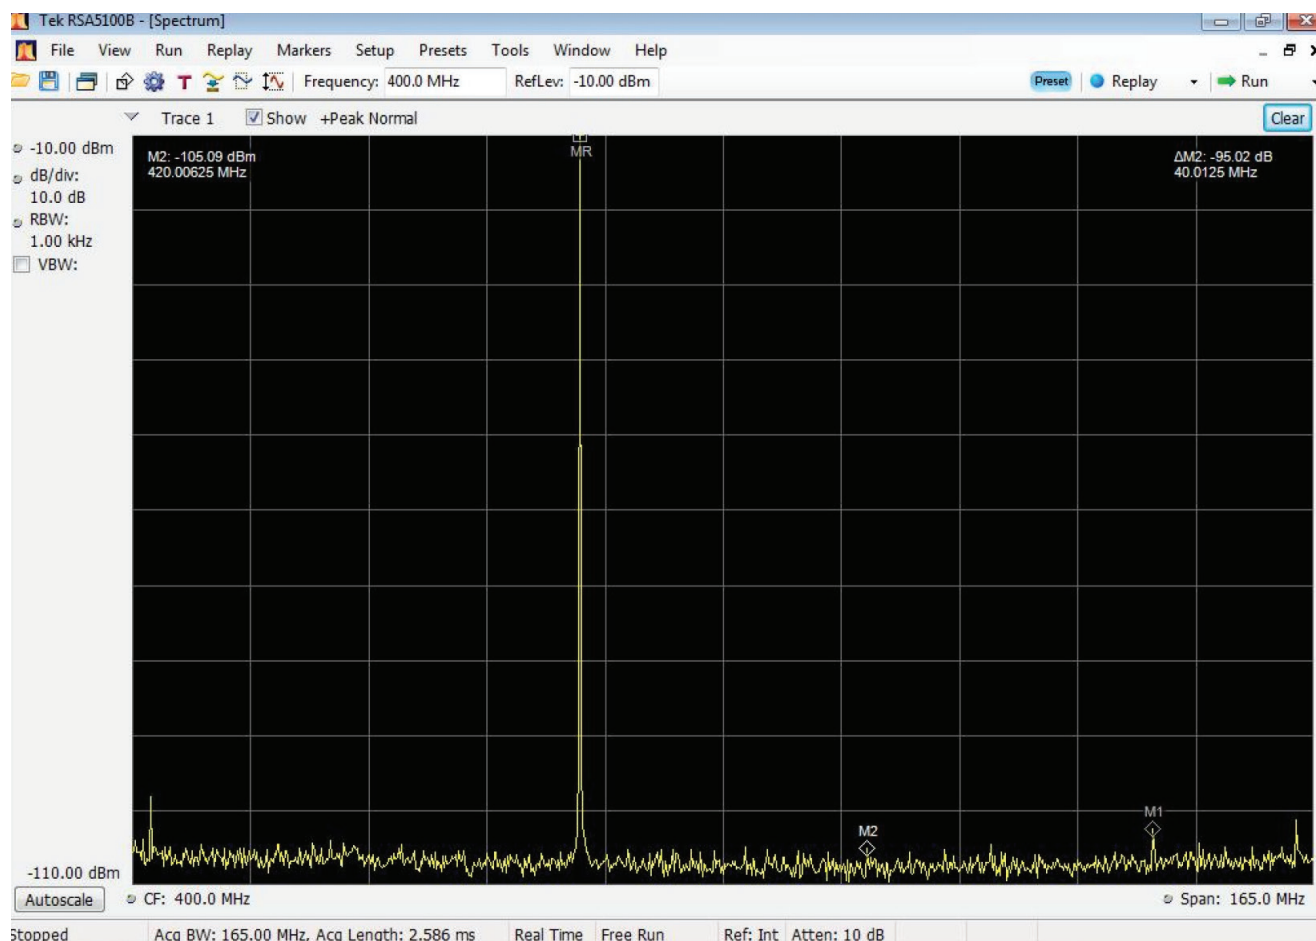 Tek RSA5100B - [Spectrum]
File View Run Replay Markers Setup Presets Tools Window Help
T Frequency: 400.0 MHz RefLev: -10.00 dBm Preset Replay Run
Trace 1 Show +Peak Normal Clear
-10.00 dBm
dB/div:
10.0 dB
RBW:
1.00 kHz
VBW:
M2: -105.09 dBm
420.00625 MHz
MR
ΔM2: -95.02 dB
40.0125 MHz
M1
M2
-110.00 dBm
Autoscale CF: 400.0 MHz Span: 165.0 MHz
Stopped Acq BW: 165.00 MHz, Acq Length: 2.586 ms Real Time Free Run Ref: Int Atten: 10 dB